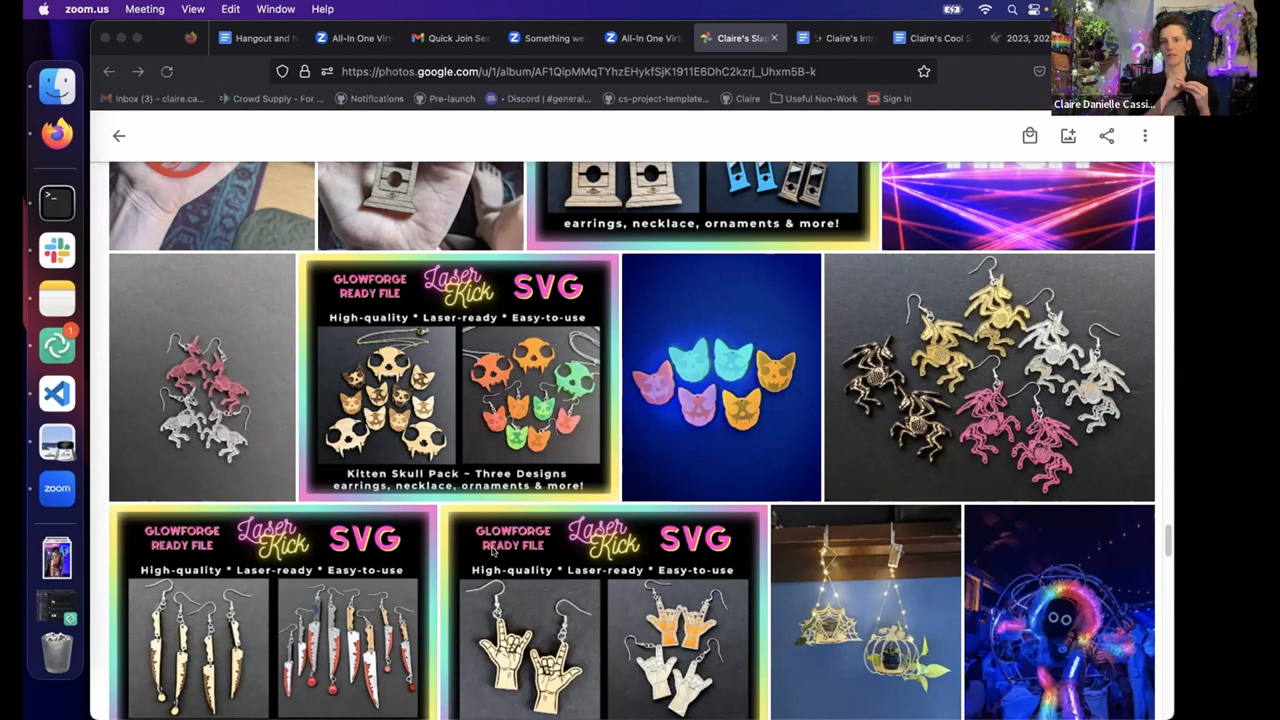 zoom.us Meeting View Edit Window Help
Hangout and N
All-In One Virt
Quick Join Ses
Something we
All-In One Virt
Claire's Slap
Claire's Intr
Claire's Cool S
2023, 202
https://photos.google.com/u/1/album/AF1QipMMqTYhzEHykfSjK1911E6DhC2kzrj_Uhxm5B-k
Inbox (3) – claire.ca...
Crowd Supply - For ...
Notifications
Pre-launch
Discord | #general...
cs-project-template...
Claire
Useful Non-Work
Sign In
Claire Danielle Cassi...
earrings, necklace, ornaments & more!
GLOWFORGE
READY FILE
Laser
Kick
SVG
High-quality * Laser-ready * Easy-to-use
Kitten Skull Pack ~ Three Designs
earrings, necklace, ornaments & more!
GLOWFORGE
READY FILE
Laser
Kick
SVG
High-quality * Laser-ready * Easy-to-use
GLOWFORGE
READY FILE
Laser
Kick
SVG
High-quality * Laser-ready * Easy-to-use
1
zoom